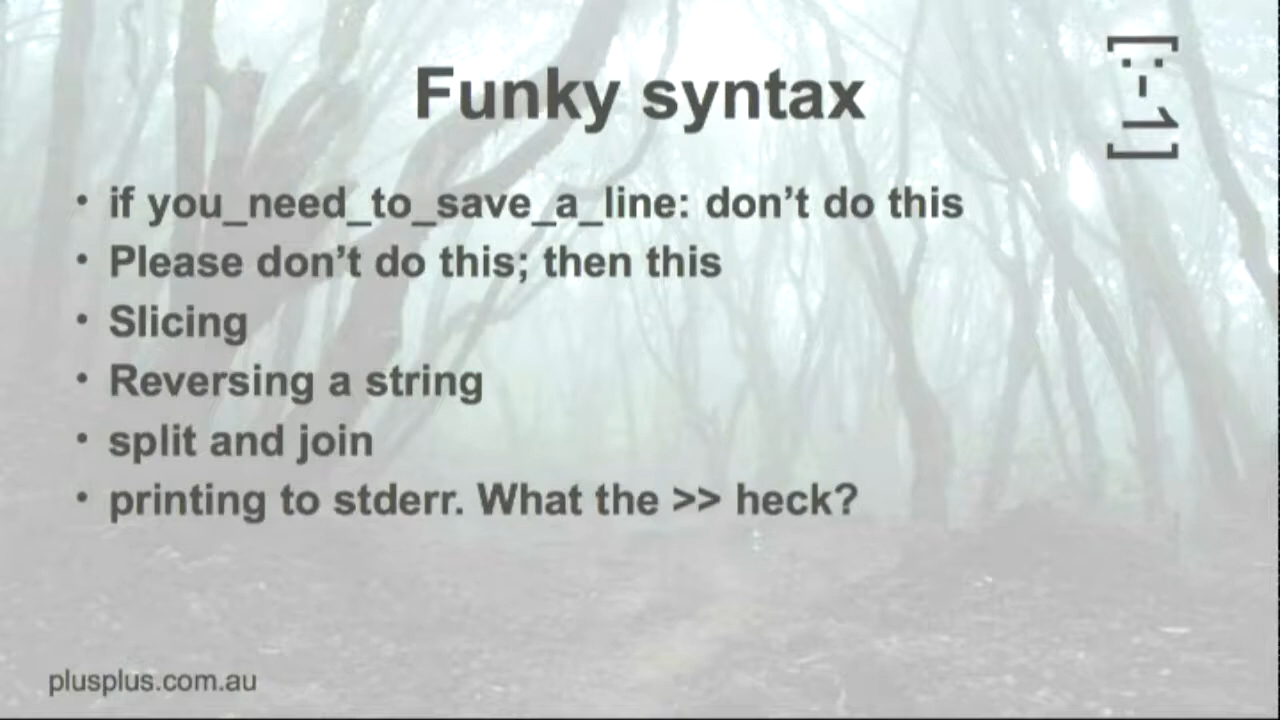 Funky syntax
[:-1]
• if you_need_to_save_a_line: don’t do this
• Please don’t do this; then this
• Slicing
• Reversing a string
• split and join
• printing to stderr. What the >> heck?
plusplus.com.au